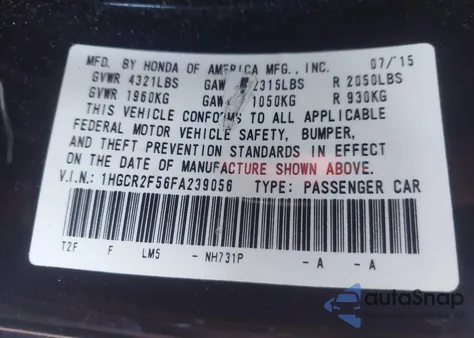 MFD. BY HONDA OF AMERICA MFG., INC. 07/15
GVWR 4321LBS GAW 2315LBS R 2050LBS
GVWR 1960KG GAW 1050KG R 930KG
THIS VEHICLE CONFORMS TO ALL APPLICABLE
FEDERAL MOTOR VEHICLE SAFETY, BUMPER,
AND THEFT PREVENTION STANDARDS IN EFFECT
ON THE DATE OF MANUFACTURE SHOWN ABOVE.
V.I.N.: 1HGCR2F56FA239056 TYPE: PASSENGER CAR
T2F F LM5 - NH731P - A - A
autoSnap